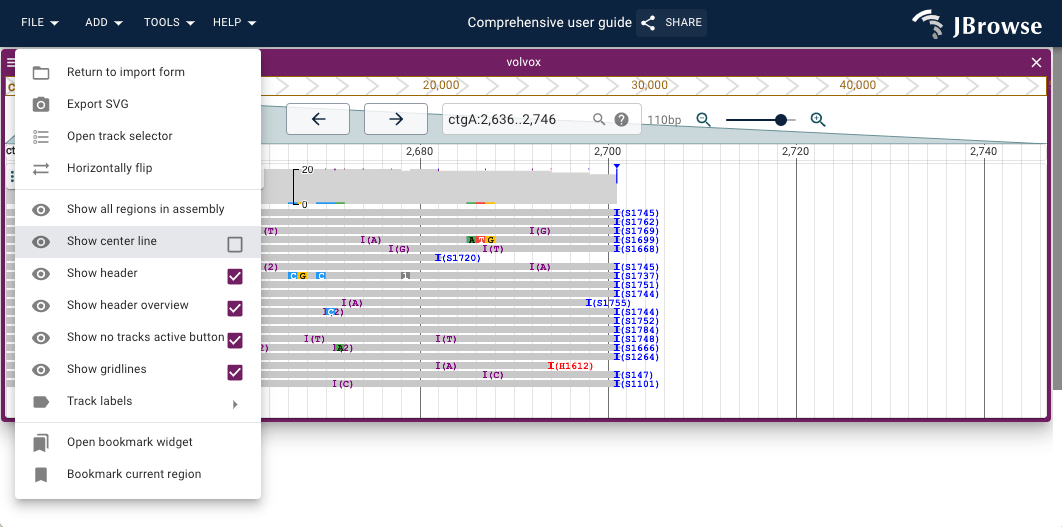 FILE ADD TOOLS HELP Comprehensive user guide SHARE JBrowse
volvox
20,000 30,000 40,000
ctgA:2,636..2,746 110bp
2,680 2,700 2,720 2,740
Return to import form
Export SVG
Open track selector
Horizontally flip
Show all regions in assembly
Show center line
Show header
Show header overview
Show no tracks active button
Show gridlines
Track labels
Open bookmark widget
Bookmark current region
20
0
I(S1745)
I(S1762)
(T) I(G) I(S1769)
I(A) A T G I(S1699)
I(G) I(T) I(S1668)
I(S1720)
(2) I(A) I(S1745)
C G C 1 I(S1737)
I(S1751)
I(S1744)
I(A) I(S1755)
C2) I(S1744)
I(S1752)
I(S1784)
I(T) I(T) I(S1748)
2) A2) I(S1666)
I(S1264)
I(A) I(H1612)
I(C) I(S147)
I(C) I(S1101)